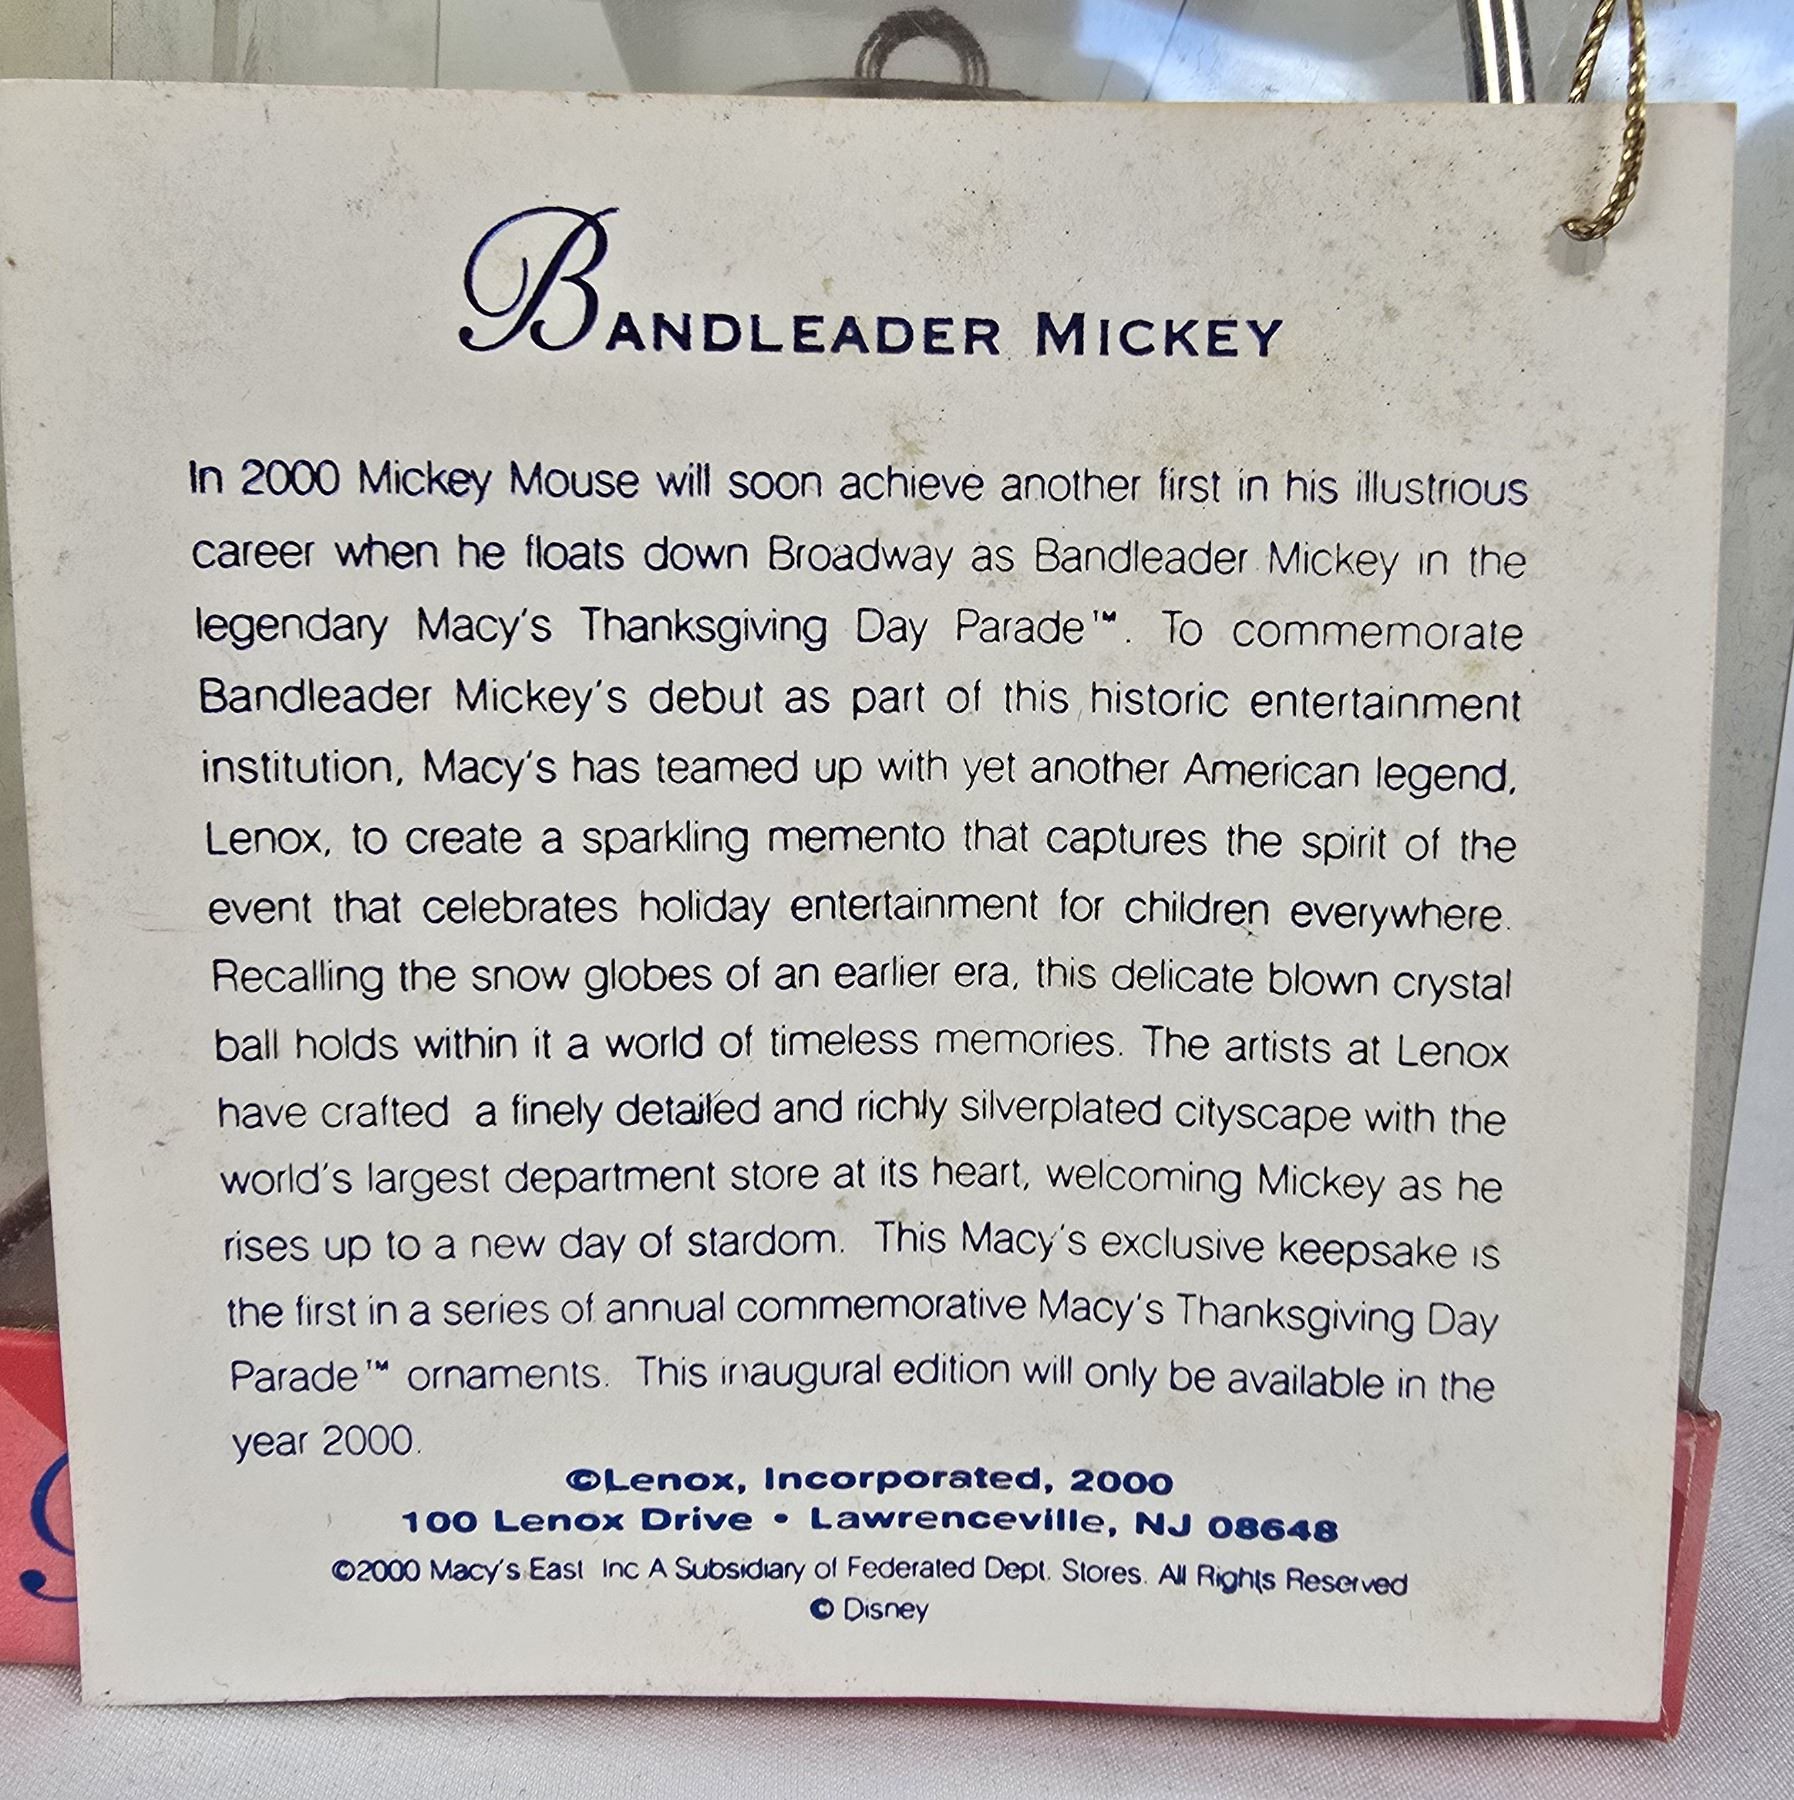 BANDLEADER MICKEY
In 2000 Mickey Mouse will soon achieve another first in his illustrious
career when he floats down Broadway as Bandleader Mickey in the
legendary Macy's Thanksgiving Day Parade™. To commemorate
Bandleader Mickey's debut as part of this historic entertainment
institution, Macy's has teamed up with yet another American legend,
Lenox, to create a sparkling memento that captures the spirit of the
event that celebrates holiday entertainment for children everywhere.
Recalling the snow globes of an earlier era, this delicate blown crystal
ball holds within it a world of timeless memories. The artists at Lenox
have crafted a finely detailed and richly silverplated cityscape with the
world's largest department store at its heart, welcoming Mickey as he
rises up to a new day of stardom. This Macy's exclusive keepsake is
the first in a series of annual commemorative Macy's Thanksgiving Day
Parade™ ornaments. This inaugural edition will only be available in the
year 2000.
©Lenox, Incorporated, 2000
100 Lenox Drive • Lawrenceville, NJ 08648
©2000 Macy's East Inc A Subsidiary of Federated Dept. Stores. All Rights Reserved
© Disney